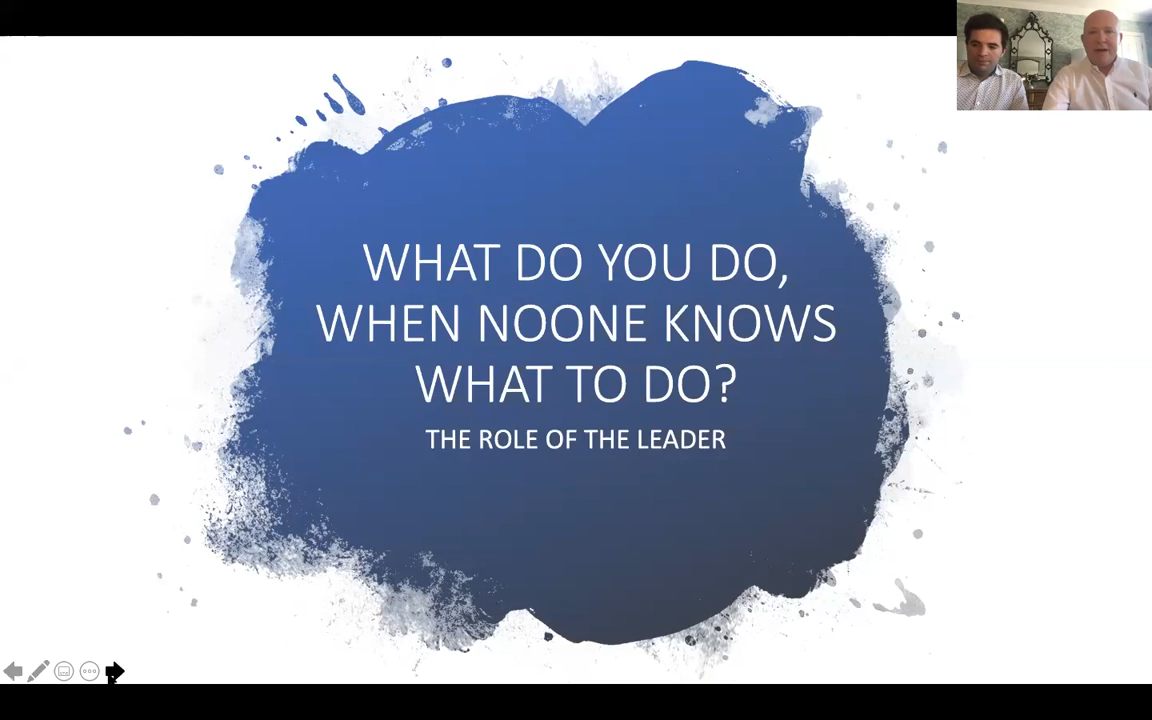 WHAT DO YOU DO,
WHEN NOONE KNOWS
WHAT TO DO?
THE ROLE OF THE LEADER